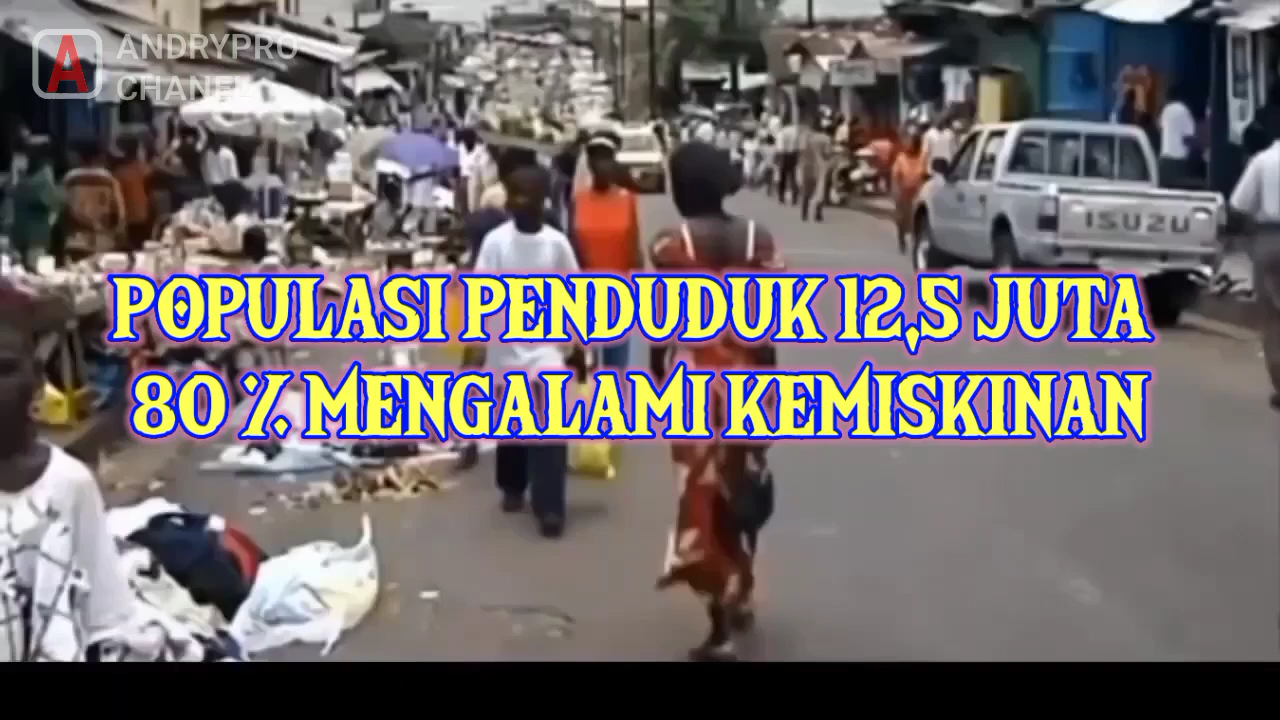 A ANDRYPRO
CHANEL
ISUZU
POPULASI PENDUDUK 12,5 JUTA
80 % MENGALAMI KEMISKINAN